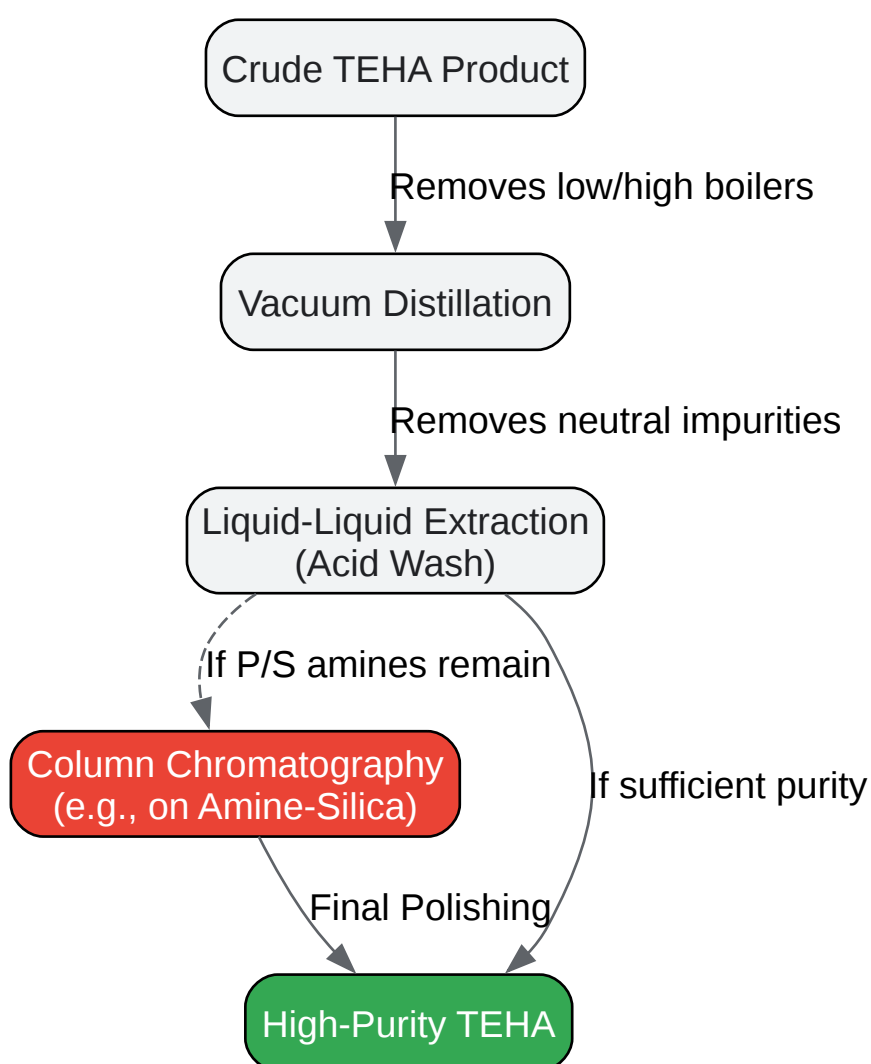 Crude TEHA Product
Removes low/high boilers
Vacuum Distillation
Removes neutral impurities
Liquid-Liquid Extraction
(Acid Wash)
If P/S amines remain
Column Chromatography
(e.g., on Amine-Silica)
If sufficient purity
Final Polishing
High-Purity TEHA